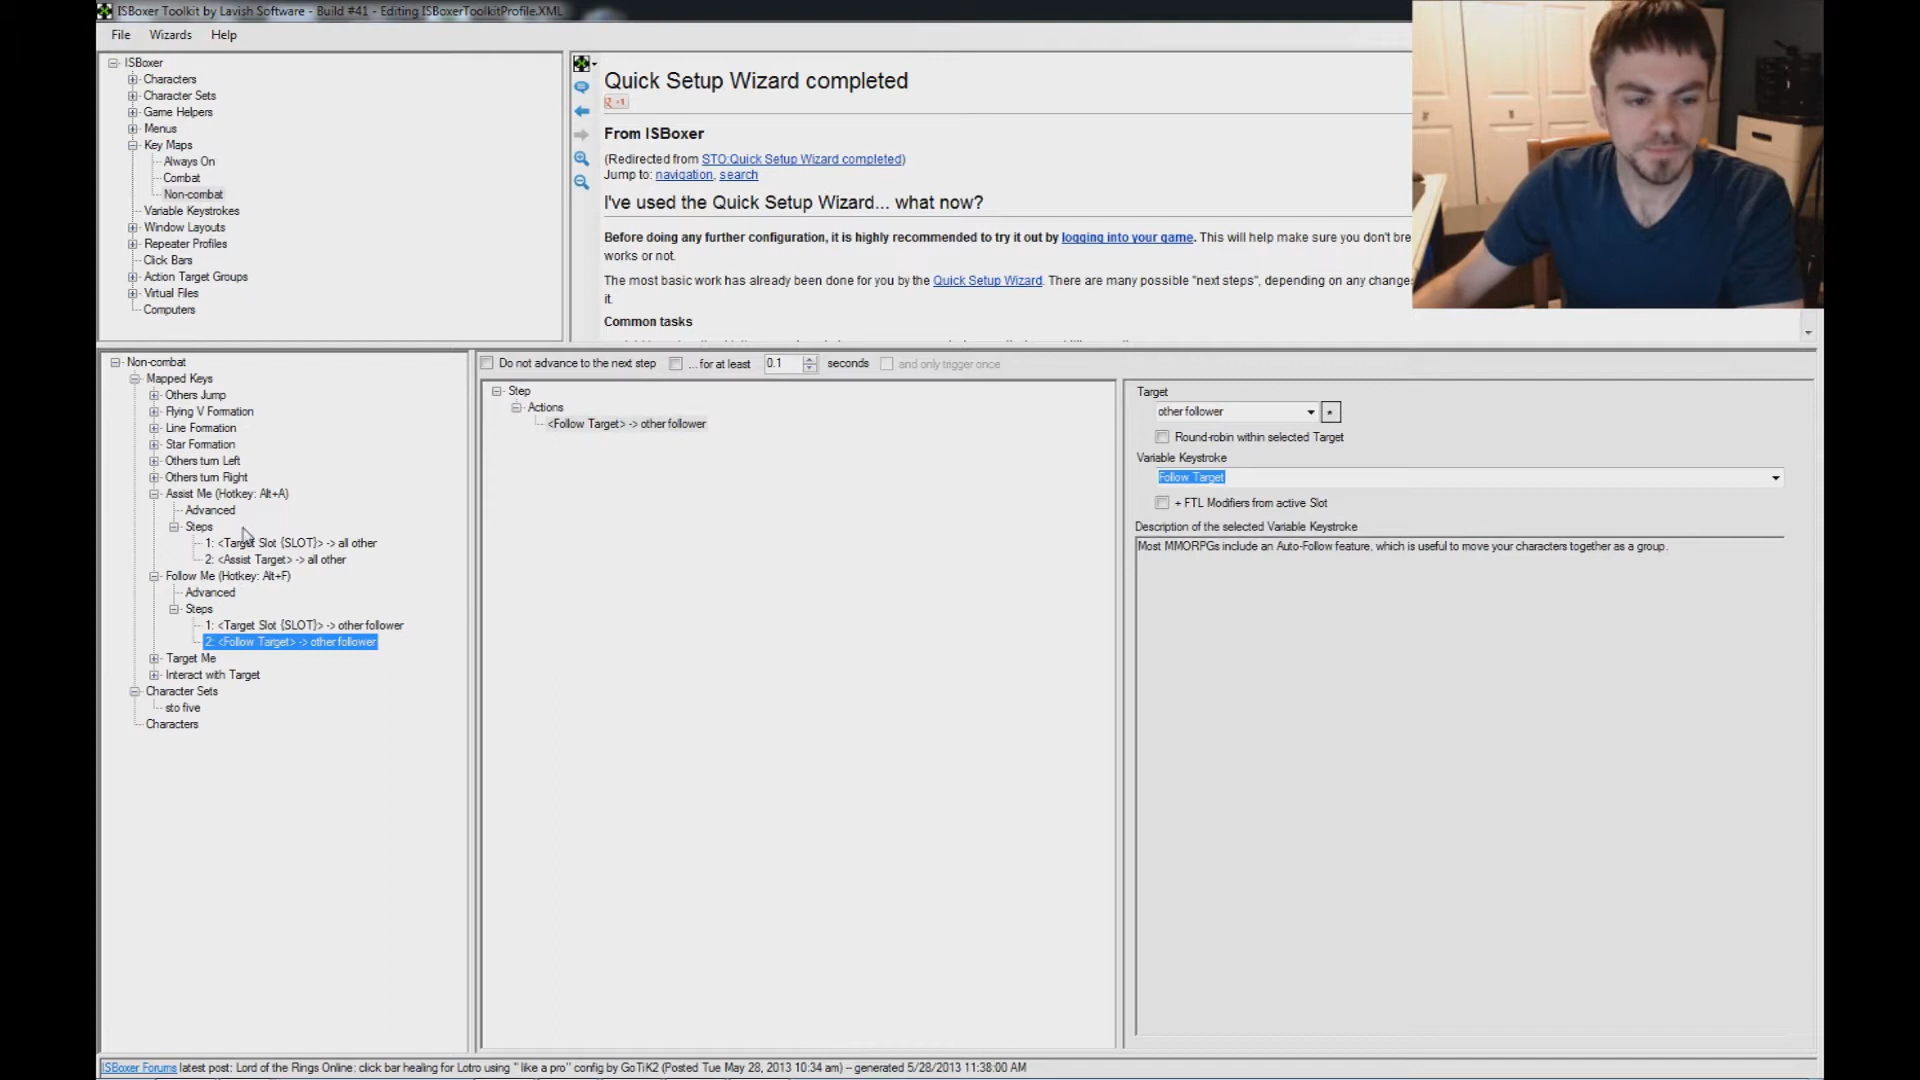 ISBoxer Toolkit by Lavish Software - Build #41 - Editing ISBoxerToolkitProfile.XML
File Wizards Help
ISBoxer
Characters
Character Sets
Game Helpers
Menus
Key Maps
Always On
Combat
Non-combat
Variable Keystrokes
Window Layouts
Repeater Profiles
Click Bars
Action Target Groups
Virtual Files
Computers
Quick Setup Wizard completed
+1
From ISBoxer
(Redirected from STO:Quick Setup Wizard completed)
Jump to: navigation, search
I've used the Quick Setup Wizard... what now?
Before doing any further configuration, it is highly recommended to try it out by logging into your game. This will help make sure you don't bre
works or not.
The most basic work has already been done for you by the Quick Setup Wizard. There are many possible "next steps", depending on any change
it.
Common tasks
Non-combat
Mapped Keys
Others Jump
Flying V Formation
Line Formation
Star Formation
Others turn Left
Others turn Right
Assist Me (Hotkey: Alt+A)
Advanced
Steps
1: <Target Slot {SLOT}> -> all other
2: <Assist Target> -> all other
Follow Me (Hotkey: Alt+F)
Advanced
Steps
1: <Target Slot {SLOT}> -> other follower
2: <Follow Target> -> other follower
Target Me
Interact with Target
Character Sets
sto five
Characters
Do not advance to the next step ...for at least 0.1 seconds and only trigger once
Step
Actions
<Follow Target> -> other follower
Target
other follower *
Round-robin within selected Target
Variable Keystroke
Follow Target
+ FTL Modifiers from active Slot
Description of the selected Variable Keystroke
Most MMORPGs include an Auto-Follow feature, which is useful to move your characters together as a group.
ISBoxer Forums latest post: Lord of the Rings Online: click bar healing for Lotro using " like a pro" config by GoTiK2 (Posted Tue May 28, 2013 10:34 am) -- generated 5/28/2013 11:38:00 AM